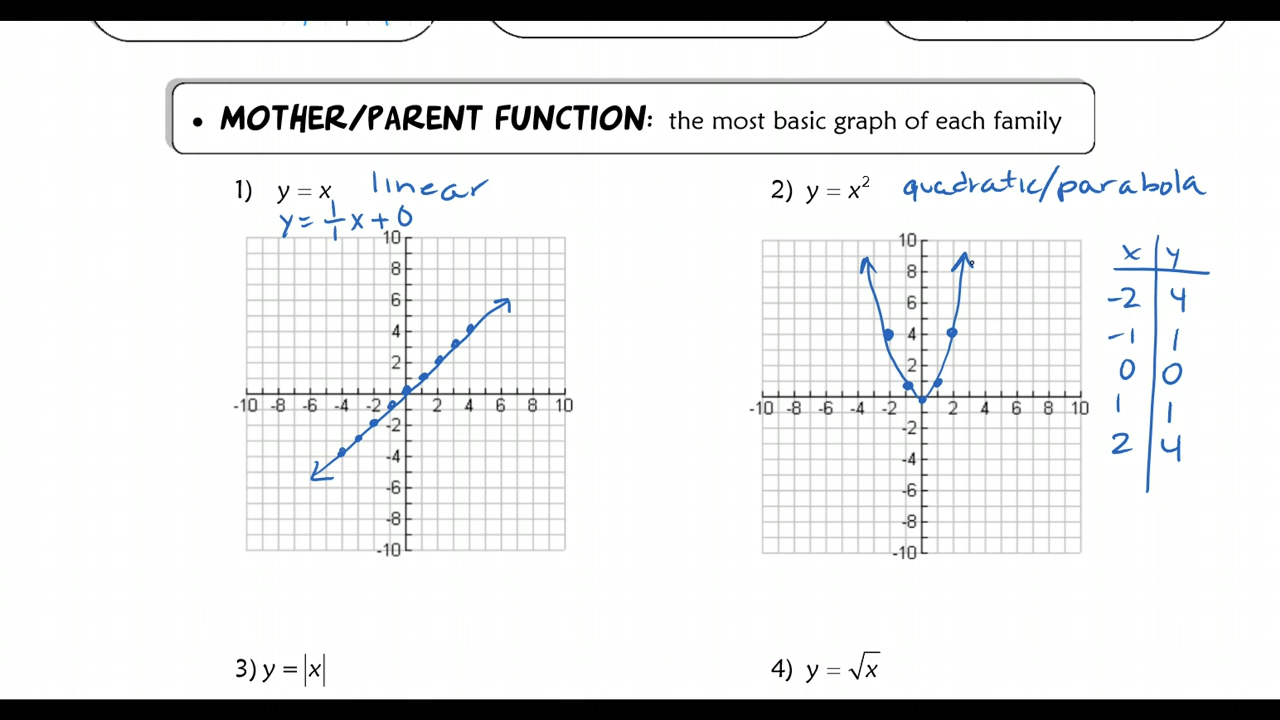 • MOTHER/PARENT FUNCTION: the most basic graph of each family
1) y = x linear
y = 1/1 x + 0
10
8
6
4
2
-10 -8 -6 -4 -2 2 4 6 8 10
-2
-4
-6
-8
-10
2) y = x² quadratic/parabola
10
8
6
4
2
-10 -8 -6 -4 -2 2 4 6 8 10
-2
-4
-6
-8
-10
x y
-2 4
-1 1
0 0
1 1
2 4
3) y = |x|
4) y = √x